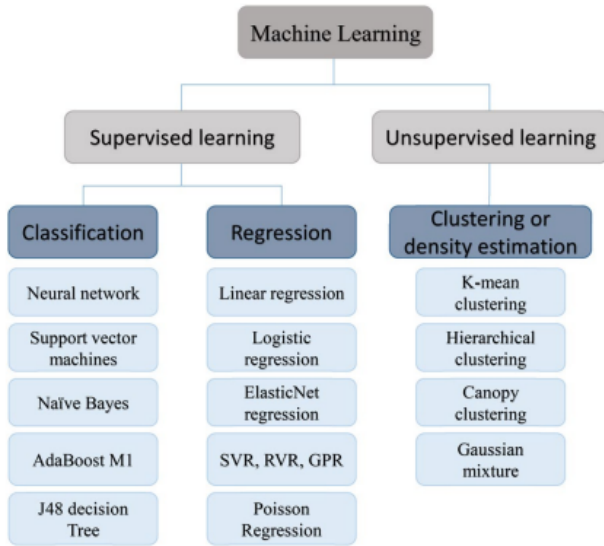 Machine Learning
Supervised learning
Unsupervised learning
Classification
Regression
Clustering or
density estimation
Neural network
Support vector
machines
Naïve Bayes
AdaBoost M1
J48 decision
Tree
Linear regression
Logistic
regression
ElasticNet
regression
SVR, RVR, GPR
Poisson
Regression
K-mean
clustering
Hierarchical
clustering
Canopy
clustering
Gaussian
mixture